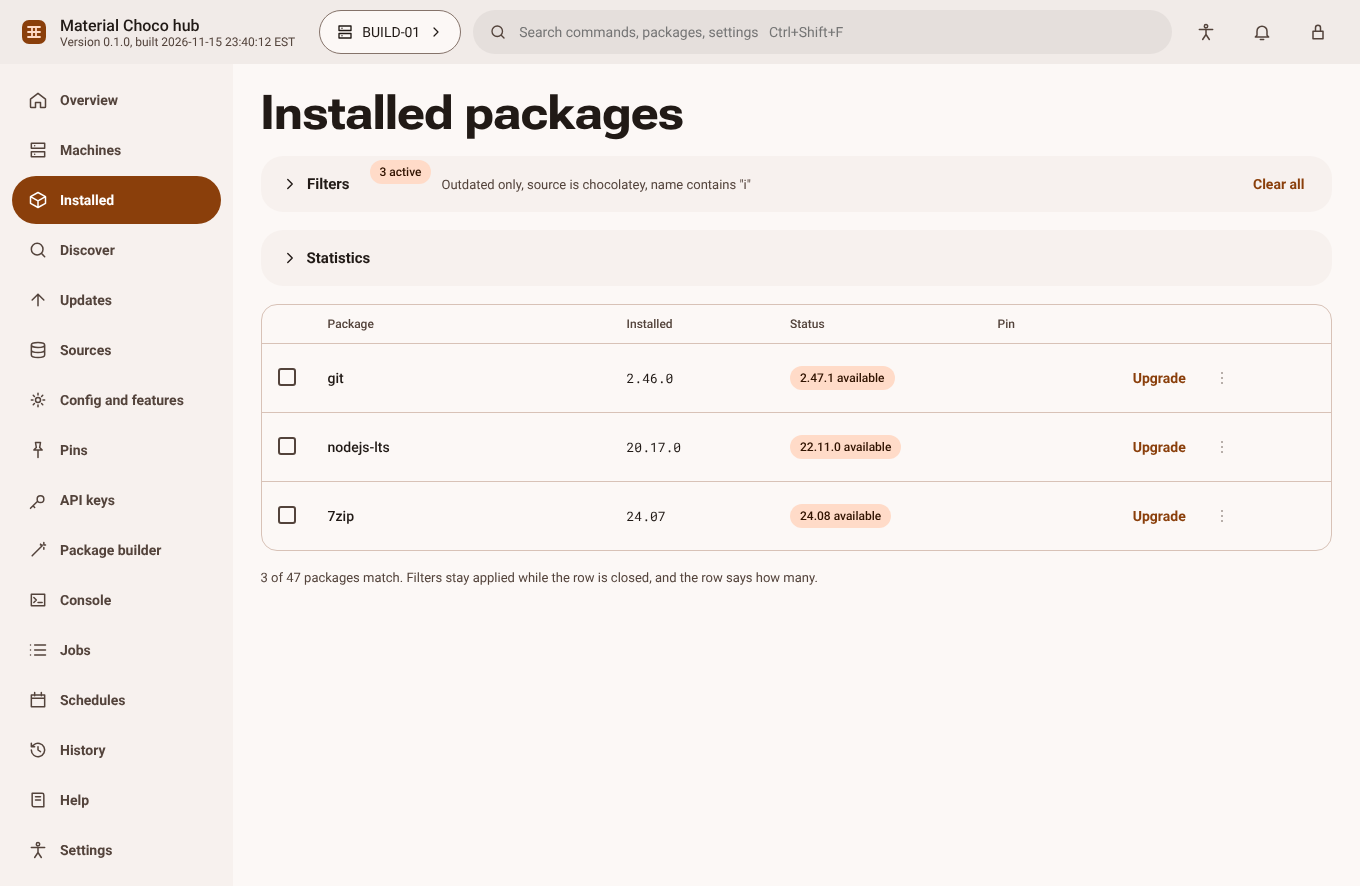 Material Choco hub
Version 0.1.0, built 2026-11-15 23:40:12 EST
BUILD-01
Search commands, packages, settings Ctrl+Shift+F
Overview
Machines
Installed
Discover
Updates
Sources
Config and features
Pins
API keys
Package builder
Console
Jobs
Schedules
History
Help
Settings
Installed packages
Filters 3 active Outdated only, source is chocolatey, name contains "i" Clear all
Statistics
Package Installed Status Pin
git 2.46.0 2.47.1 available Upgrade
nodejs-lts 20.17.0 22.11.0 available Upgrade
7zip 24.07 24.08 available Upgrade
3 of 47 packages match. Filters stay applied while the row is closed, and the row says how many.